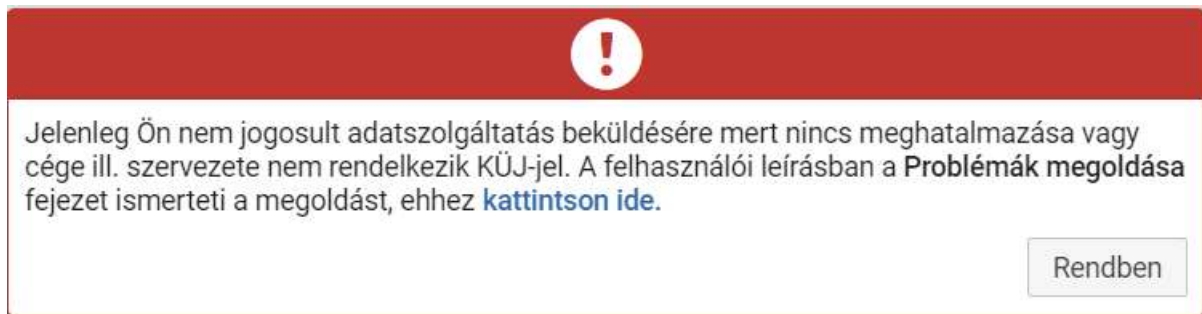 !
Jelenleg Ön nem jogosult adatszolgáltatás beküldésére mert nincs meghatalmazása vagy
cége ill. szervezete nem rendelkezik KÜJ-jel. A felhasználói leírásban a Problémák megoldása
fejezet ismerteti a megoldást, ehhez kattintson ide.
Rendben